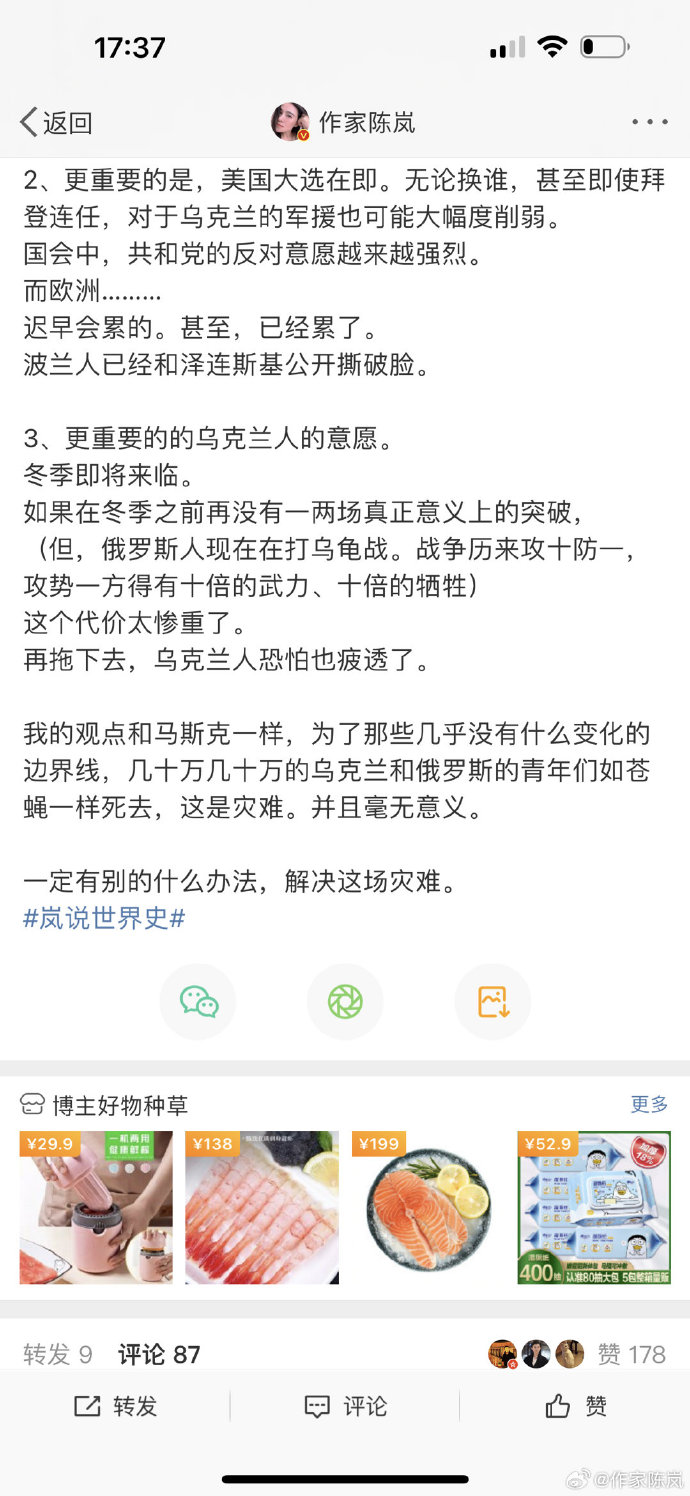 17:37
返回
作家陈岚
2、更重要的是，美国大选在即。无论换谁，甚至即使拜
登连任，对于乌克兰的军援也可能大幅度削弱。
国会中，共和党的反对意愿越来越强烈。
而欧洲………
迟早会累的。甚至，已经累了。
波兰人已经和泽连斯基公开撕破脸。
3、更重要的的乌克兰人的意愿。
冬季即将来临。
如果在冬季之前再没有一两场真正意义上的突破，
（但，俄罗斯人现在在打乌龟战。战争历来攻十防一，
攻势一方得有十倍的武力、十倍的牺牲）
这个代价太惨重了。
再拖下去，乌克兰人恐怕也疲透了。
我的观点和马斯克一样，为了那些几乎没有什么变化的
边界线，几十万几十万的乌克兰和俄罗斯的青年们如苍
蝇一样死去，这是灾难。并且毫无意义。
一定有别的什么办法，解决这场灾难。
#岚说世界史#
博主好物种草
更多
¥29.9
一机两用
健康鲜榨
¥138
¥199
¥52.9
加厚
18%
400抽
认准80抽大包 5包整箱量贩
转发 9
评论 87
赞 178
转发
评论
赞
@作家陈岚